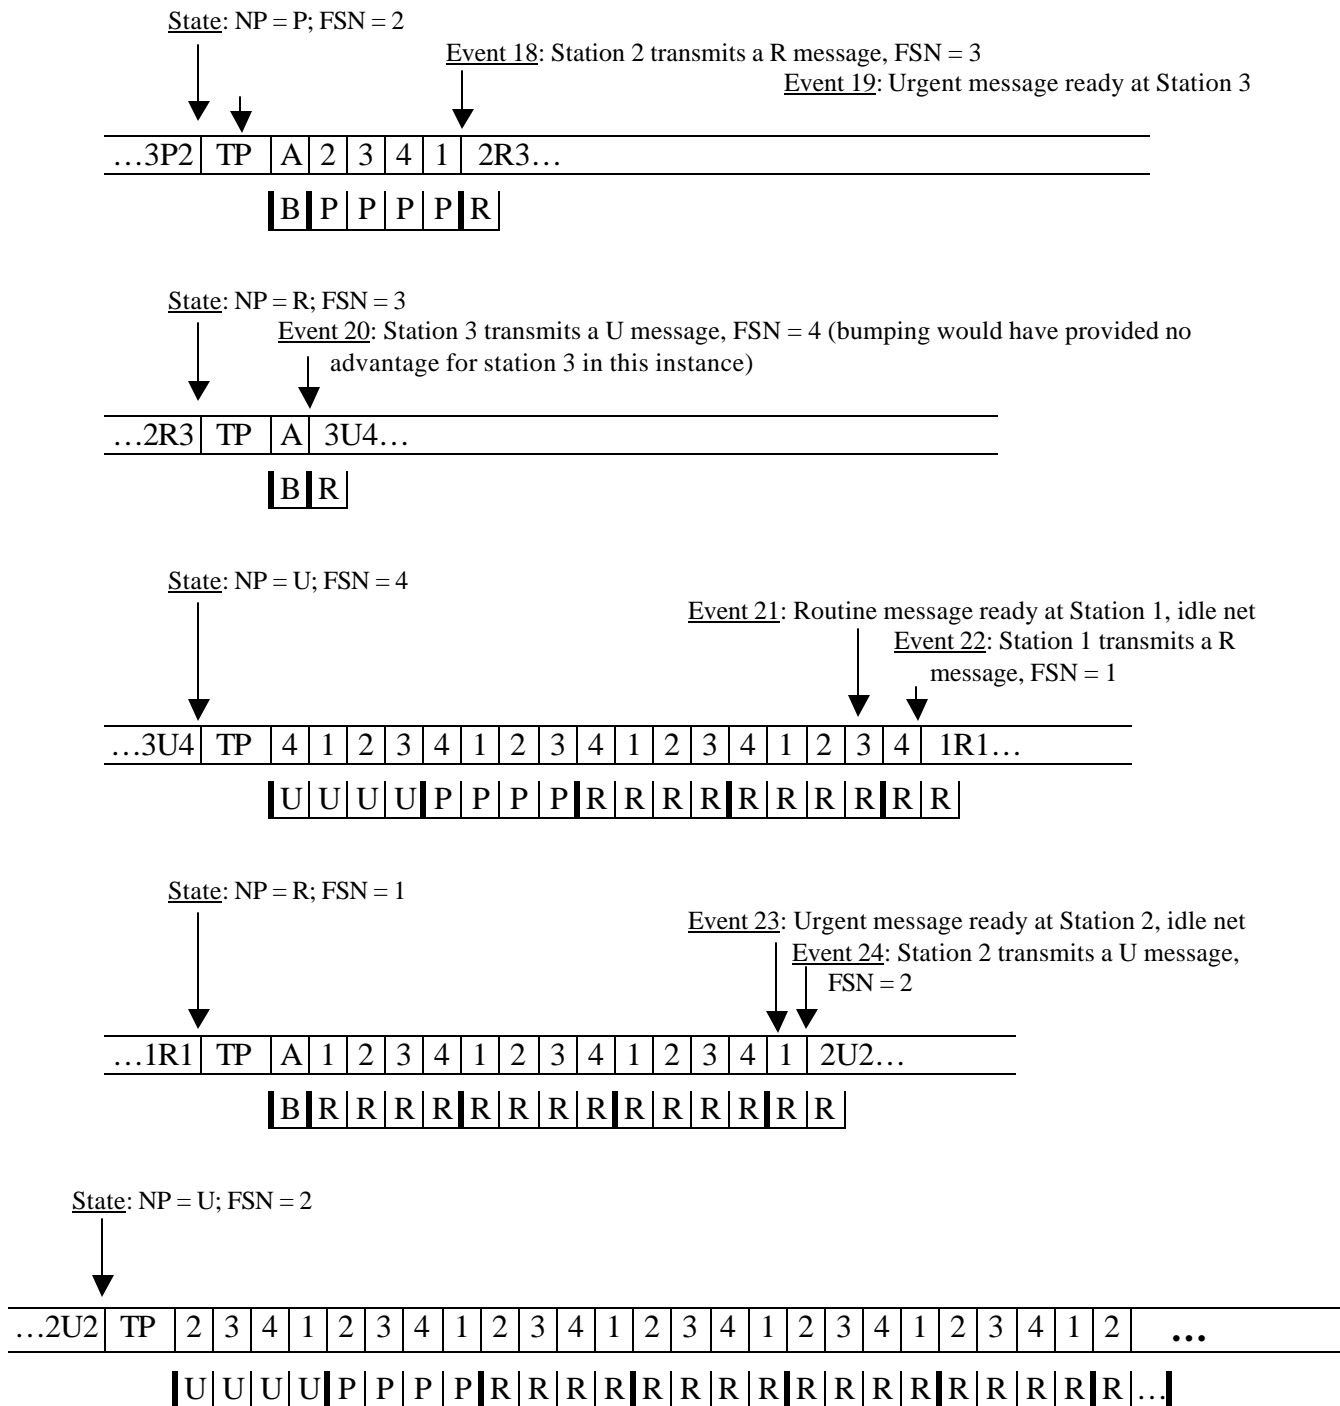 State: NP = P; FSN = 2
Event 18: Station 2 transmits a R message, FSN = 3
Event 19: Urgent message ready at Station 3
…3P2 TP A 2 3 4 1 2R3…
B P P P P R
State: NP = R; FSN = 3
Event 20: Station 3 transmits a U message, FSN = 4 (bumping would have provided no
advantage for station 3 in this instance)
…2R3 TP A 3U4…
B R
State: NP = U; FSN = 4
Event 21: Routine message ready at Station 1, idle net
Event 22: Station 1 transmits a R
message, FSN = 1
…3U4 TP 4 1 2 3 4 1 2 3 4 1 2 3 4 1 2 3 4 1R1…
U U U U P P P P R R R R R R R R R R
State: NP = R; FSN = 1
Event 23: Urgent message ready at Station 2, idle net
Event 24: Station 2 transmits a U message,
FSN = 2
…1R1 TP A 1 2 3 4 1 2 3 4 1 2 3 4 1 2U2…
B R R R R R R R R R R R R R R
State: NP = U; FSN = 2
…2U2 TP 2 3 4 1 2 3 4 1 2 3 4 1 2 3 4 1 2 3 4 1 2 3 4 1 2 …
U U U U P P P P R R R R R R R R R R R R R R R R R …